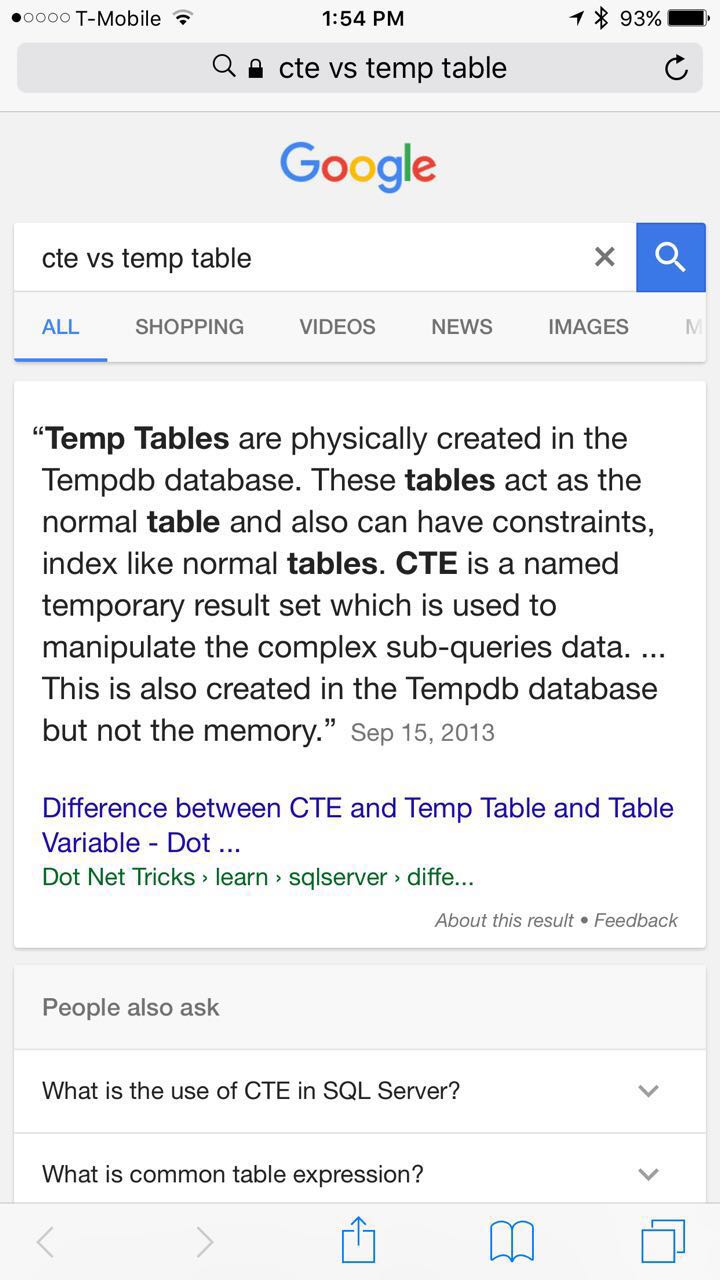 T-Mobile 1:54 PM 93%
cte vs temp table
Google
cte vs temp table
ALL SHOPPING VIDEOS NEWS IMAGES M
“Temp Tables are physically created in the
Tempdb database. These tables act as the
normal table and also can have constraints,
index like normal tables. CTE is a named
temporary result set which is used to
manipulate the complex sub-queries data. ...
This is also created in the Tempdb database
but not the memory.” Sep 15, 2013
Difference between CTE and Temp Table and Table
Variable - Dot ...
Dot Net Tricks › learn › sqlserver › diffe...
About this result • Feedback
People also ask
What is the use of CTE in SQL Server?
What is common table expression?